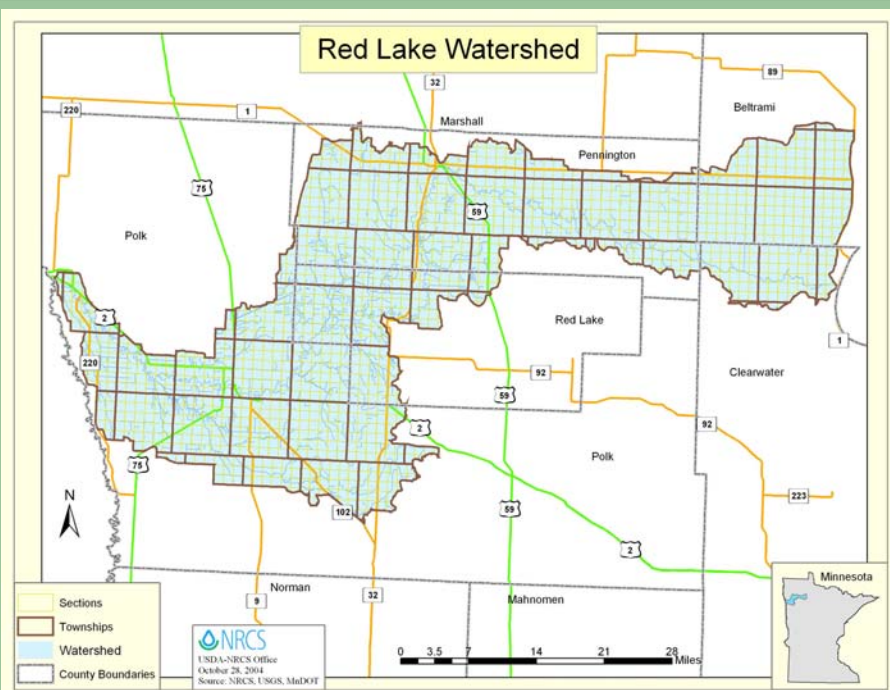 Red Lake Watershed
220
1
32
89
Marshall
Beltrami
Pennington
75
59
Polk
2
Red Lake
220
1
92
59
Clearwater
2
92
75
Polk
223
N
59
102
2
Norman
9
32
Mahnomen
Minnesota
Sections
Townships
Watershed
County Boundaries
NRCS
USDA-NRCS Office
October 28, 2004
Source: NRCS, USGS, MnDOT
0 3.5 7 14 21 28
Miles